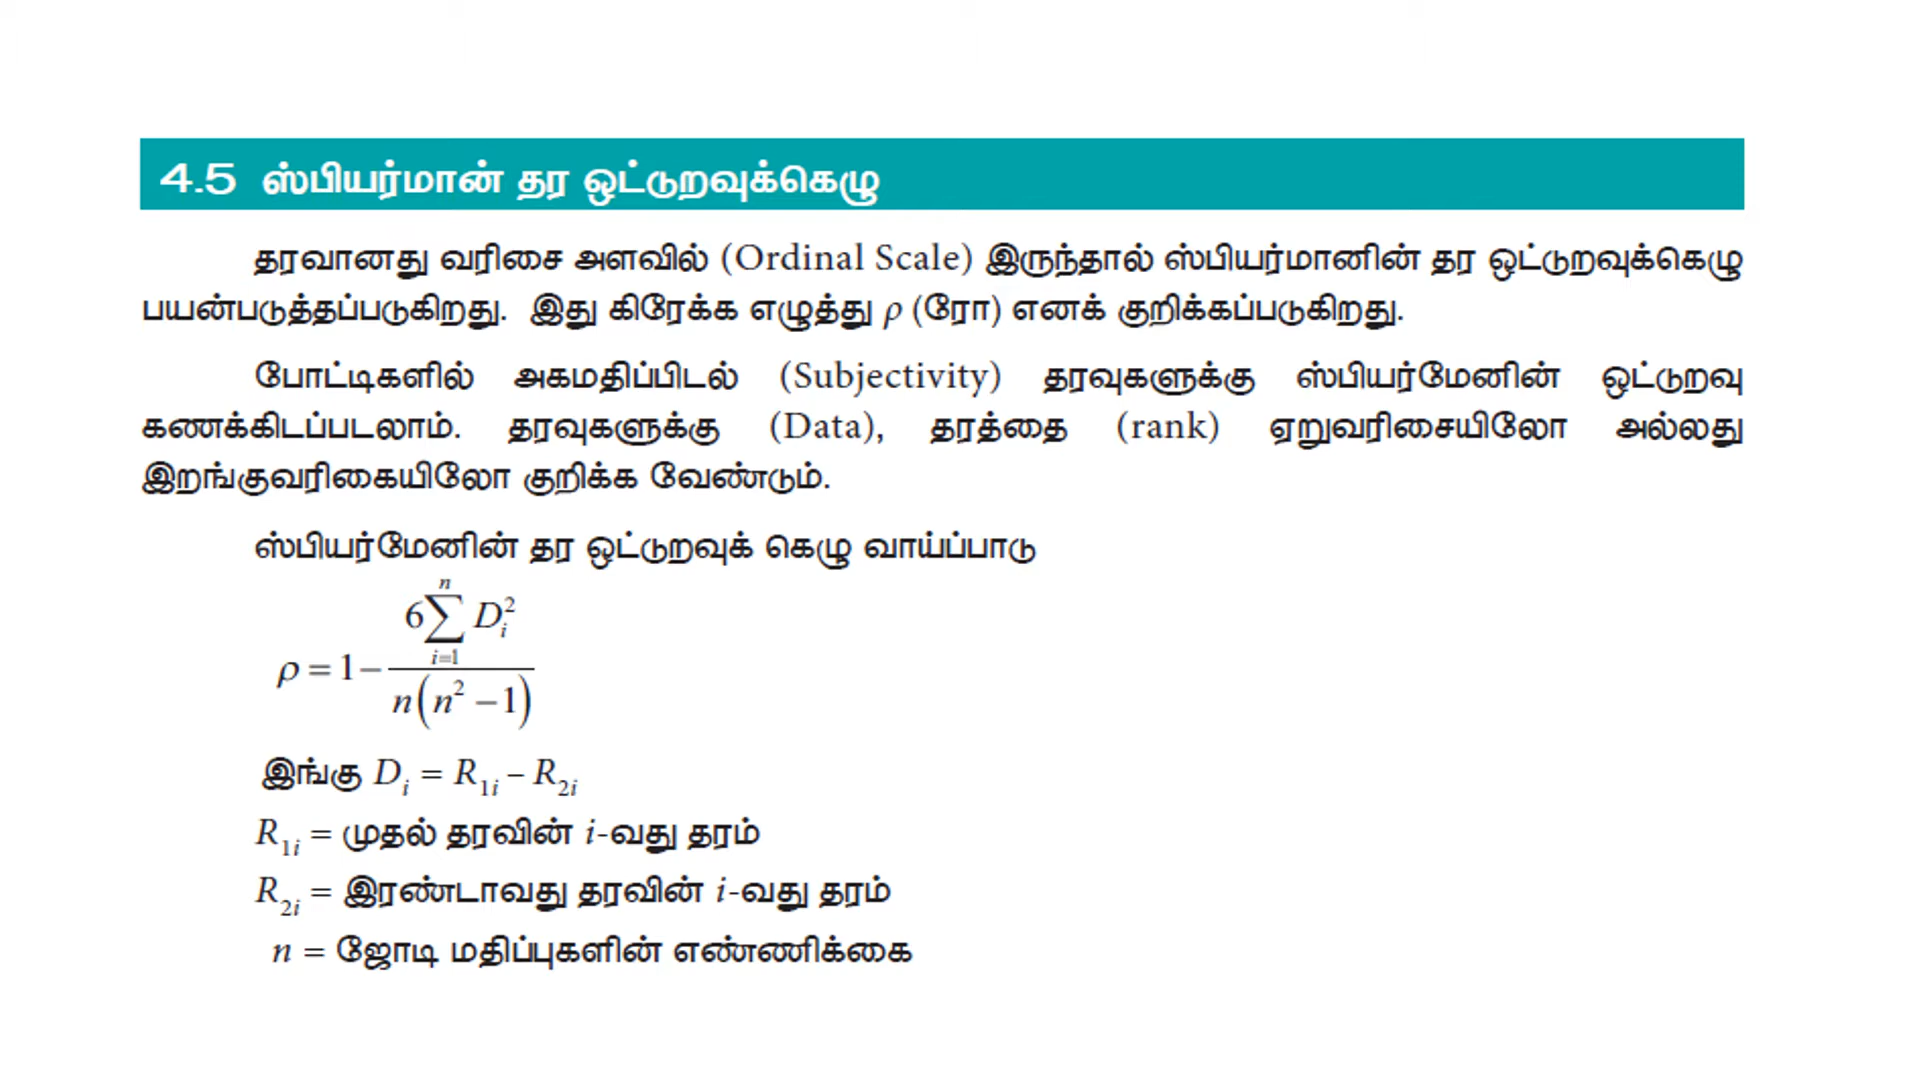 4.5 ஸ்பியர்மான் தர ஒட்டுறவுக்கெழு
தரவானது வரிசை அளவில் (Ordinal Scale) இருந்தால் ஸ்பியர்மானின் தர ஒட்டுறவுக்கெழு
பயன்படுத்தப்படுகிறது. இது கிரேக்க எழுத்து ρ (ரோ) எனக் குறிக்கப்படுகிறது.
போட்டிகளில் அகமதிப்பிடல் (Subjectivity) தரவுகளுக்கு ஸ்பியர்மேனின் ஒட்டுறவு
கணக்கிடப்படலாம். தரவுகளுக்கு (Data), தரத்தை (rank) ஏறுவரிசையிலோ அல்லது
இறங்குவரிகையிலோ குறிக்க வேண்டும்.
ஸ்பியர்மேனின் தர ஒட்டுறவுக் கெழு வாய்ப்பாடு
ρ = 1 − \frac{6\sum_{i=1}^{n} D_i^2}{n(n^2 − 1)}
இங்கு D_i = R_{1i} – R_{2i}
R_{1i} = முதல் தரவின் i-வது தரம்
R_{2i} = இரண்டாவது தரவின் i-வது தரம்
n = ஜோடி மதிப்புகளின் எண்ணிக்கை